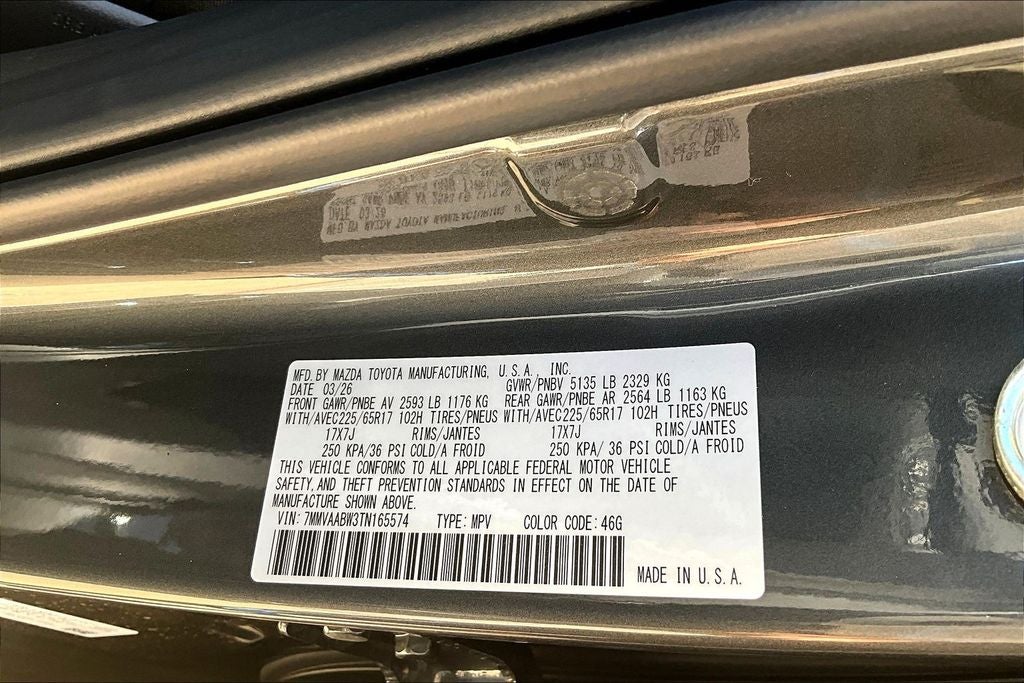 MFD. BY MAZDA TOYOTA MANUFACTURING, U.S.A., INC.
DATE 03/26 GVWR/PNBV 5135 LB 2329 KG
FRONT GAWR/PNBE AV 2593 LB 1176 KG REAR GAWR/PNBE AR 2564 LB 1163 KG
WITH/AVEC225/65R17 102H TIRES/PNEUS WITH/AVEC225/65R17 102H TIRES/PNEUS
17X7J RIMS/JANTES 17X7J RIMS/JANTES
250 KPA/36 PSI COLD/A FROID 250 KPA/36 PSI COLD/A FROID
THIS VEHICLE CONFORMS TO ALL APPLICABLE FEDERAL MOTOR VEHICLE
SAFETY, AND THEFT PREVENTION STANDARDS IN EFFECT ON THE DATE OF
MANUFACTURE SHOWN ABOVE.
VIN: 7MMVAABW3TN165574 TYPE: MPV COLOR CODE: 46G
MADE IN U.S.A.